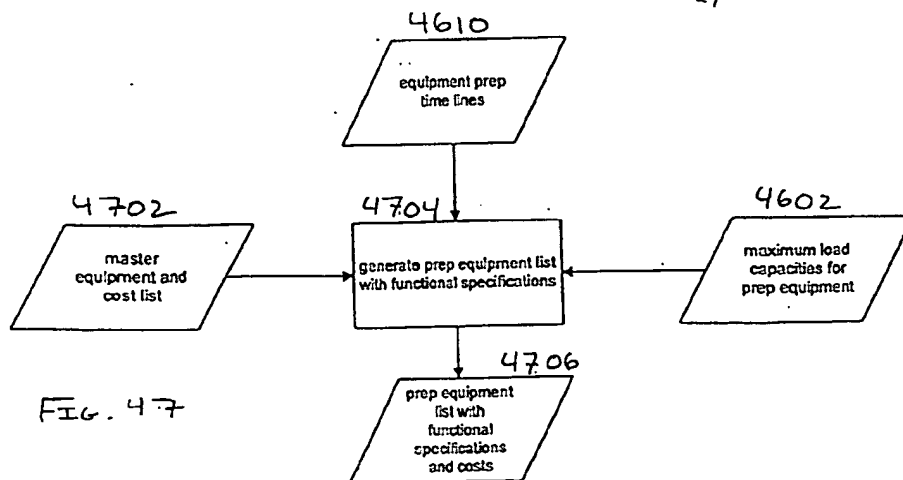 4610
equipment prep
time lines
4702
master
equipment and
cost list
4704
generate prep equipment list
with functional specifications
4602
maximum load
capacities for
prep equipment
4706
prep equipment
list with
functional
specifications
and costs
FIG. 47